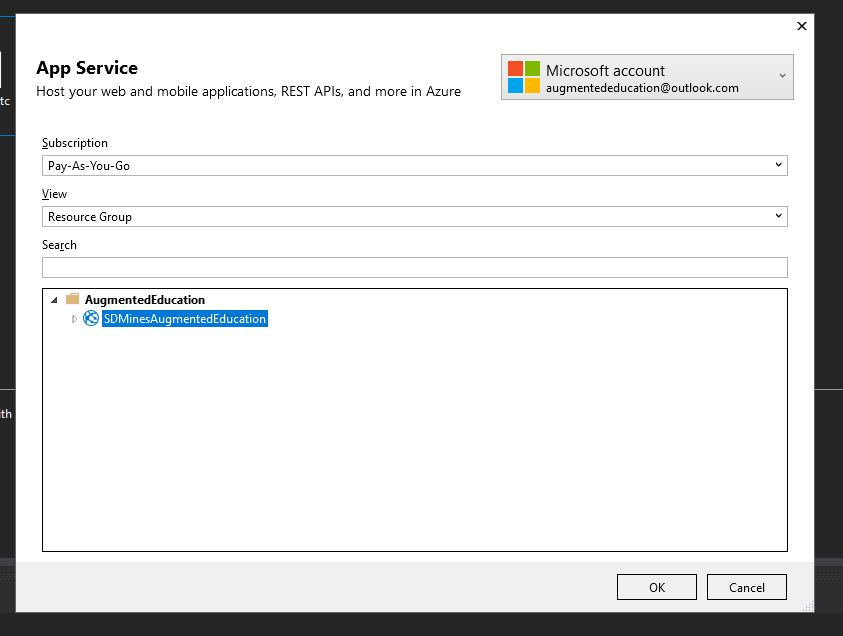 App Service
Host your web and mobile applications, REST APIs, and more in Azure
Microsoft account
augmentededucation@outlook.com
tc
Subscription
Pay-As-You-Go
View
Resource Group
Search
AugmentedEducation
SDMinesAugmentedEducation
ith
OK
Cancel